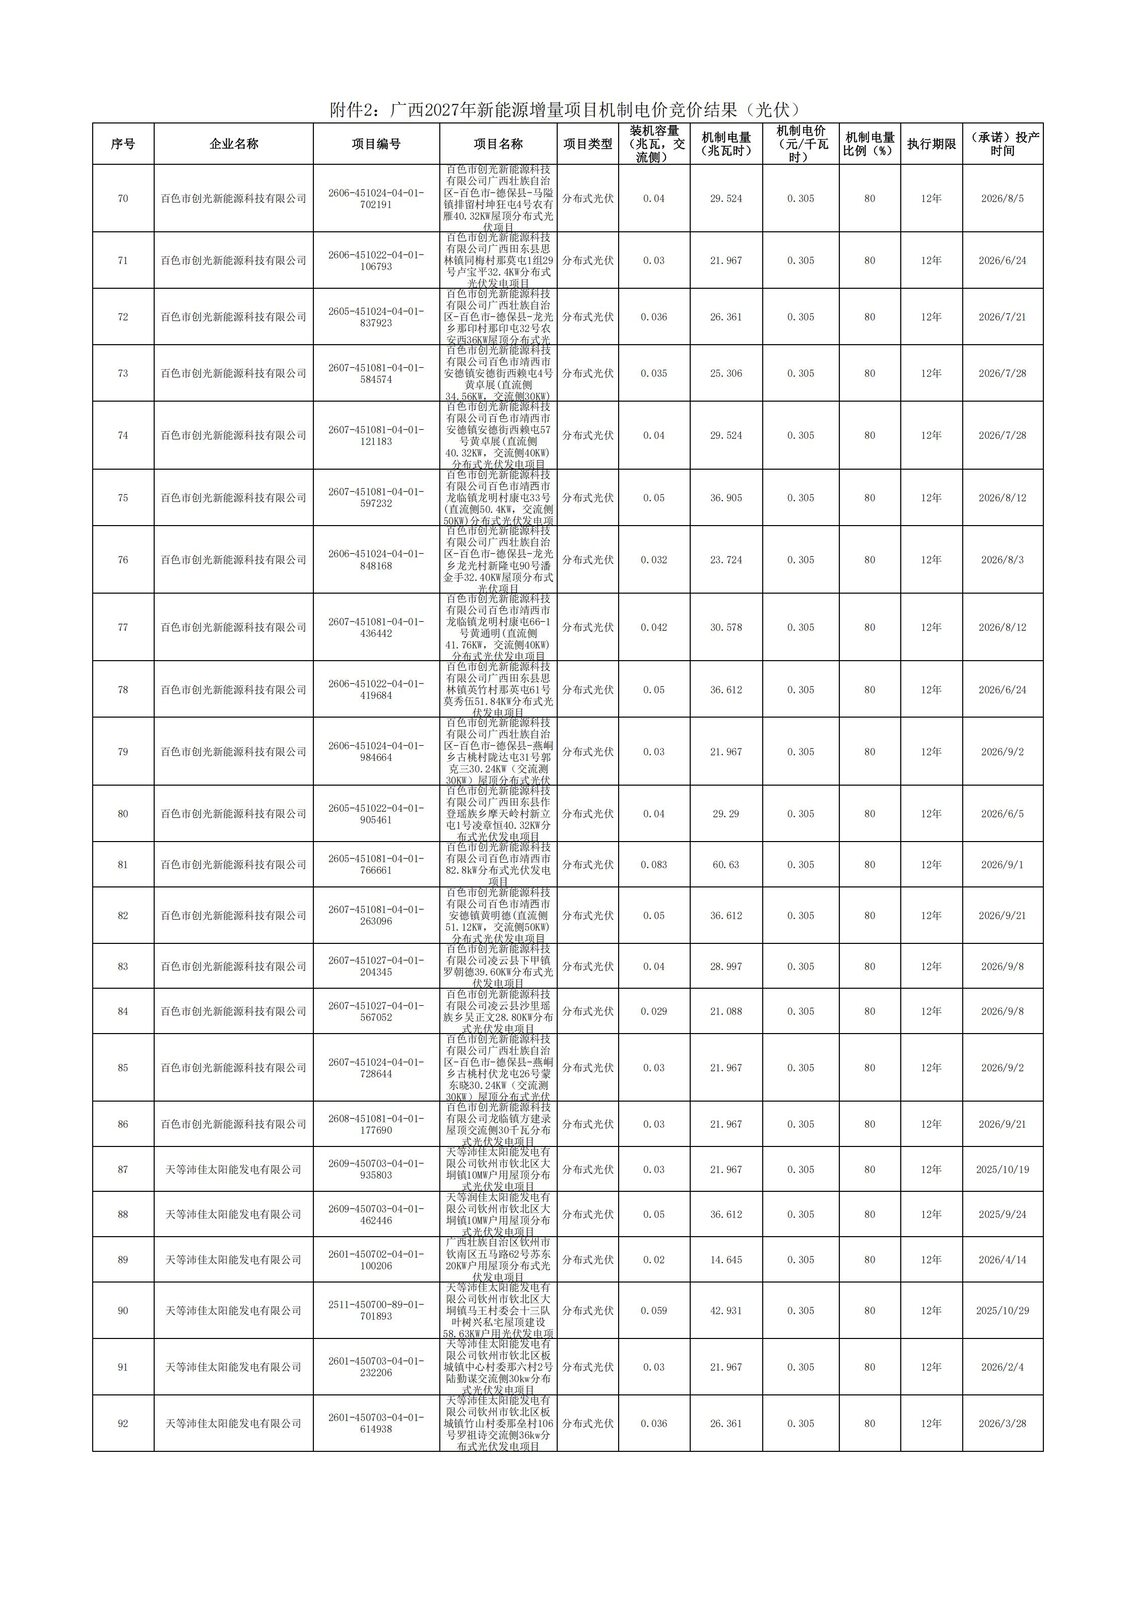 附件2：广西2027年新能源增量项目机制电价竞价结果（光伏）
序号 企业名称 项目编号 项目名称 项目类型 装机容量（兆瓦，交流侧） 机制电量（兆瓦时） 机制电价（元/千瓦时） 机制电量比例（%） 执行期限 （承诺）投产时间
70 百色市创光新能源科技有限公司 2606-451024-04-01-702191 百色市创光新能源科技有限公司广西壮族自治区-百色市-德保县-马隘镇排留村坤狂屯4号农有雁40.32KW屋顶分布式光伏项目 分布式光伏 0.04 29.524 0.305 80 12年 2026/8/5
71 百色市创光新能源科技有限公司 2606-451022-04-01-106793 百色市创光新能源科技有限公司广西田东县思林镇同梅村那莫屯1组29号卢宝平32.4KW分布式光伏发电项目 分布式光伏 0.03 21.967 0.305 80 12年 2026/6/24
72 百色市创光新能源科技有限公司 2605-451024-04-01-837923 百色市创光新能源科技有限公司广西壮族自治区-百色市-德保县-龙光乡那印村那印屯32号农安西36KW屋顶分布式光 分布式光伏 0.036 26.361 0.305 80 12年 2026/7/21
73 百色市创光新能源科技有限公司 2607-451081-04-01-584574 百色市创光新能源科技有限公司百色市靖西市安德镇安德街西赖屯4号黄卓展(直流侧34.56KW，交流侧30KW) 分布式光伏 0.035 25.306 0.305 80 12年 2026/7/28
74 百色市创光新能源科技有限公司 2607-451081-04-01-121183 百色市创光新能源科技有限公司百色市靖西市安德镇安德街西赖屯57号黄卓展(直流侧40.32KW，交流侧40KW)分布式光伏发电项目 分布式光伏 0.04 29.524 0.305 80 12年 2026/7/28
75 百色市创光新能源科技有限公司 2607-451081-04-01-597232 百色市创光新能源科技有限公司百色市靖西市龙临镇龙明村康屯33号(直流侧50.4KW，交流侧50KW)分布式光伏发电项 分布式光伏 0.05 36.905 0.305 80 12年 2026/8/12
76 百色市创光新能源科技有限公司 2606-451024-04-01-848168 百色市创光新能源科技有限公司广西壮族自治区-百色市-德保县-龙光乡龙光村新隆屯90号潘金手32.40KW屋顶分布式光伏项目 分布式光伏 0.032 23.724 0.305 80 12年 2026/8/3
77 百色市创光新能源科技有限公司 2607-451081-04-01-436442 百色市创光新能源科技有限公司百色市靖西市龙临镇龙明村康屯66-1号黄通明(直流侧41.76KW，交流侧40KW)分布式光伏发电项目 分布式光伏 0.042 30.578 0.305 80 12年 2026/8/12
78 百色市创光新能源科技有限公司 2606-451022-04-01-419684 百色市创光新能源科技有限公司广西田东县思林镇英竹村那英屯61号莫秀伍51.84KW分布式光伏发电项目 分布式光伏 0.05 36.612 0.305 80 12年 2026/6/24
79 百色市创光新能源科技有限公司 2606-451024-04-01-984664 百色市创光新能源科技有限公司广西壮族自治区-百色市-德保县-燕峒乡古桃村陇达屯31号郭克三30.24KW（交流测30KW）屋顶分布式光伏 分布式光伏 0.03 21.967 0.305 80 12年 2026/9/2
80 百色市创光新能源科技有限公司 2605-451022-04-01-905461 百色市创光新能源科技有限公司广西田东县作登瑶族乡摩天岭村新立屯1号凌章恒40.32KW分布式光伏发电项目 分布式光伏 0.04 29.29 0.305 80 12年 2026/6/5
81 百色市创光新能源科技有限公司 2605-451081-04-01-766661 百色市创光新能源科技有限公司百色市靖西市82.8kW分布式光伏发电项目 分布式光伏 0.083 60.63 0.305 80 12年 2026/9/1
82 百色市创光新能源科技有限公司 2607-451081-04-01-263096 百色市创光新能源科技有限公司百色市靖西市安德镇黄明德(直流侧51.12KW，交流侧50KW)分布式光伏发电项目 分布式光伏 0.05 36.612 0.305 80 12年 2026/9/21
83 百色市创光新能源科技有限公司 2607-451027-04-01-204345 百色市创光新能源科技有限公司凌云县下甲镇罗朝德39.60KW分布式光伏发电项目 分布式光伏 0.04 28.997 0.305 80 12年 2026/9/8
84 百色市创光新能源科技有限公司 2607-451027-04-01-567052 百色市创光新能源科技有限公司凌云县沙里瑶族乡吴正文28.80KW分布式光伏发电项目 分布式光伏 0.029 21.088 0.305 80 12年 2026/9/8
85 百色市创光新能源科技有限公司 2607-451024-04-01-728644 百色市创光新能源科技有限公司广西壮族自治区-百色市-德保县-燕峒乡古桃村伏龙屯26号蒙东晓30.24KW（交流测30KW）屋顶分布式光伏 分布式光伏 0.03 21.967 0.305 80 12年 2026/9/2
86 百色市创光新能源科技有限公司 2608-451081-04-01-177690 百色市创光新能源科技有限公司龙临镇方建录屋顶交流侧30千瓦分布式光伏发电项目 分布式光伏 0.03 21.967 0.305 80 12年 2026/9/21
87 天等沛佳太阳能发电有限公司 2609-450703-04-01-935803 天等沛佳太阳能发电有限公司钦州市钦北区大垌镇10MW户用屋顶分布式光伏发电项目 分布式光伏 0.03 21.967 0.305 80 12年 2025/10/19
88 天等沛佳太阳能发电有限公司 2609-450703-04-01-462446 天等润佳太阳能发电有限公司钦州市钦北区大垌镇10MW户用屋顶分布式光伏发电项目 分布式光伏 0.05 36.612 0.305 80 12年 2025/9/24
89 天等沛佳太阳能发电有限公司 2601-450702-04-01-100206 广西壮族自治区钦州市钦南区五马路62号苏东20KW户用屋顶分布式光伏发电项目 分布式光伏 0.02 14.645 0.305 80 12年 2026/4/14
90 天等沛佳太阳能发电有限公司 2511-450700-89-01-701893 天等沛佳太阳能发电有限公司钦州市钦北区大垌镇马王村委会十三队叶树兴私宅屋顶建设58.63KW户用光伏发电项 分布式光伏 0.059 42.931 0.305 80 12年 2025/10/29
91 天等沛佳太阳能发电有限公司 2601-450703-04-01-232206 天等沛佳太阳能发电有限公司钦州市钦北区板城镇中心村委那六村2号陆勤谋交流侧30kw分布式光伏发电项目 分布式光伏 0.03 21.967 0.305 80 12年 2026/2/4
92 天等沛佳太阳能发电有限公司 2601-450703-04-01-614938 天等沛佳太阳能发电有限公司钦州市钦北区板城镇竹山村委那垒村106号罗祖诗交流侧36kw分布式光伏发电项目 分布式光伏 0.036 26.361 0.305 80 12年 2026/3/28